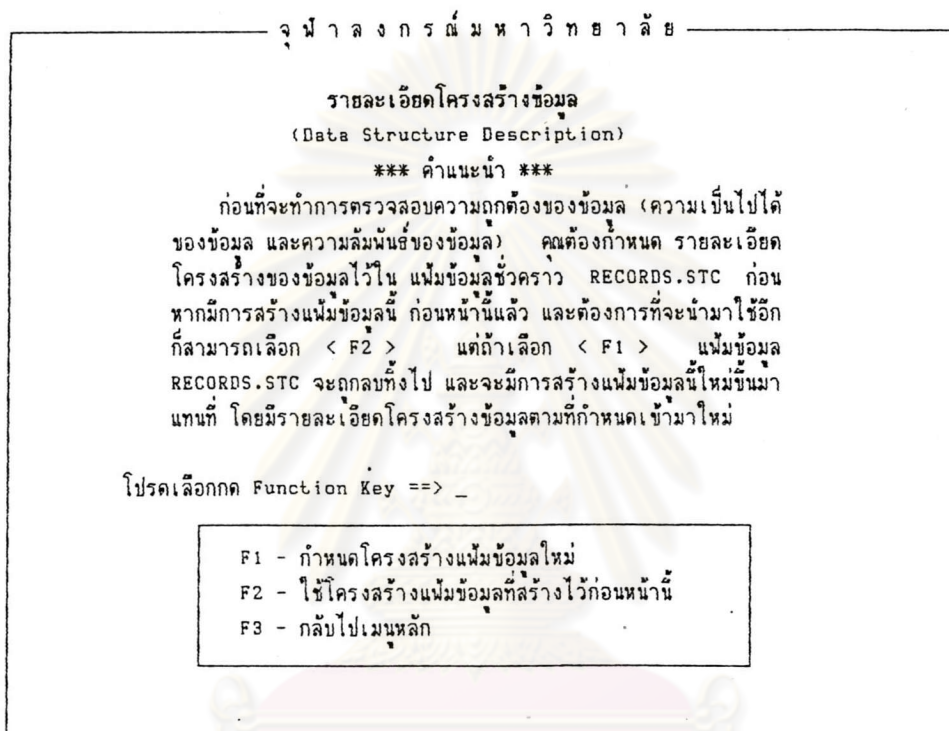 จุฬาลงกรณ์มหาวิทยาลัย
รายละเอียดโครงสร้างข้อมูล
(Data Structure Description)
*** คำแนะนำ ***
ก่อนที่จะทำการตรวจสอบความถูกต้องของข้อมูล (ความเป็นไปได้
ของข้อมูล และความสัมพันธ์ของข้อมูล) คุณต้องกำหนด รายละเอียด
โครงสร้างของข้อมูลไว้ใน แฟ้มข้อมูลชั่วคราว RECORDS.STC ก่อน
หากมีการสร้างแฟ้มข้อมูลนี้ ก่อนหน้านี้แล้ว และต้องการที่จะนำมาใช้อีก
ก็สามารถเลือก < F2 > แต่ถ้าเลือก < F1 > แฟ้มข้อมูล
RECORDS.STC จะถูกลบทิ้งไป และจะมีการสร้างแฟ้มข้อมูลนี้ใหม่ขึ้นมา
แทนที่ โดยมีรายละเอียดโครงสร้างข้อมูลตามที่กำหนดเข้ามาใหม่
โปรดเลือกกด Function Key ==> _
F1 - กำหนดโครงสร้างแฟ้มข้อมูลใหม่
F2 - ใช้โครงสร้างแฟ้มข้อมูลที่สร้างไว้ก่อนหน้านี้
F3 - กลับไปเมนูหลัก